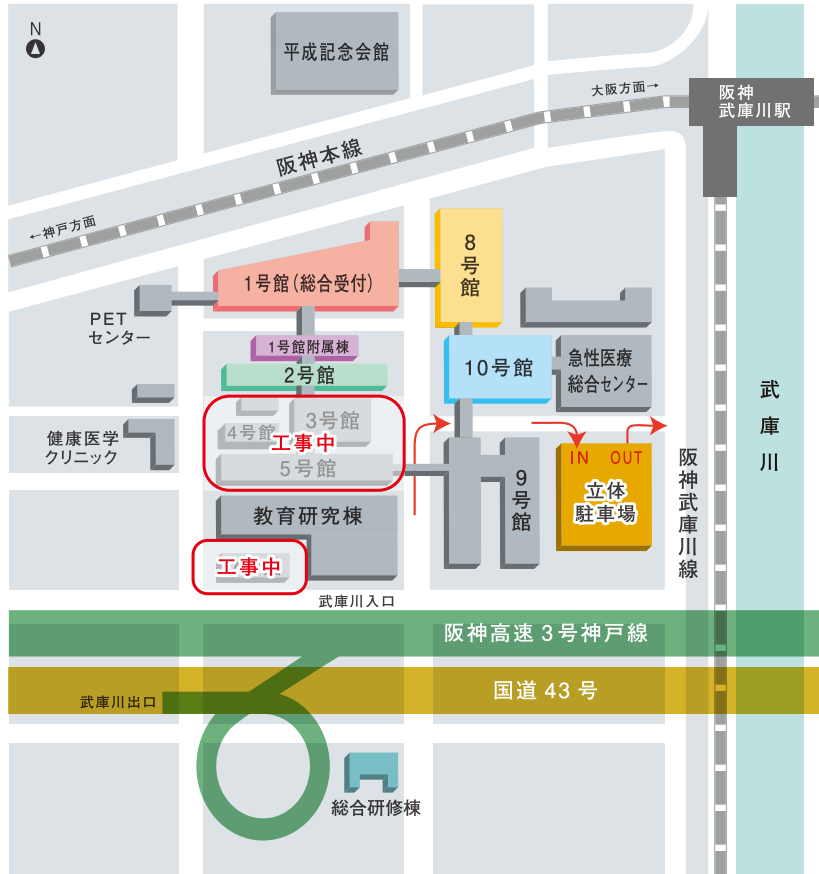 N
平成記念会館
大阪方面→
阪神
武庫川駅
阪神本線
←神戸方面
8号館
1号館(総合受付)
PET
センター
1号館附属棟
2号館
10号館
急性医療
総合センター
武庫川
3号館
4号館
工事中
5号館
健康医学
クリニック
IN OUT
立体
駐車場
9号館
阪神武庫川線
教育研究棟
工事中
武庫川入口
阪神高速3号神戸線
国道43号
武庫川出口
総合研修棟